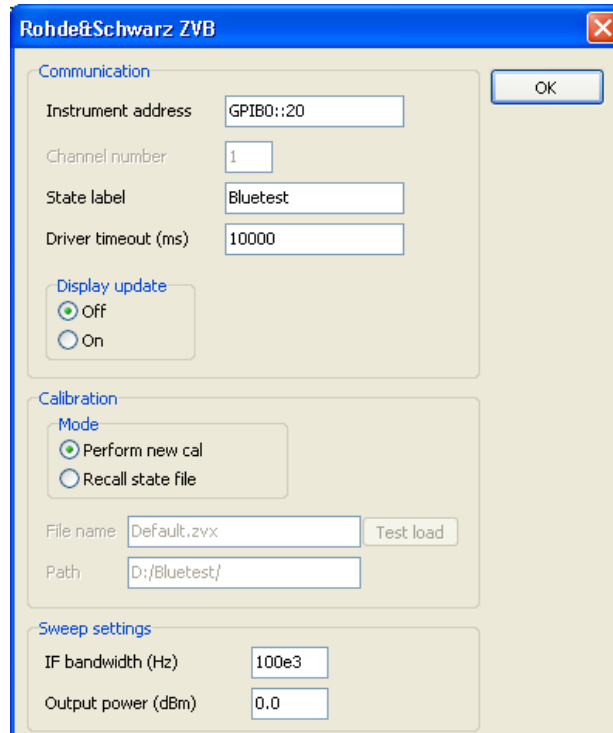 Rohde&Schwarz ZVB
Communication
OK
Instrument address GPIB0::20
Channel number 1
State label Bluetest
Driver timeout (ms) 10000
Display update
Off
On
Calibration
Mode
Perform new cal
Recall state file
File name Default.zvx Test load
Path D:/Bluetest/
Sweep settings
IF bandwidth (Hz) 100e3
Output power (dBm) 0.0